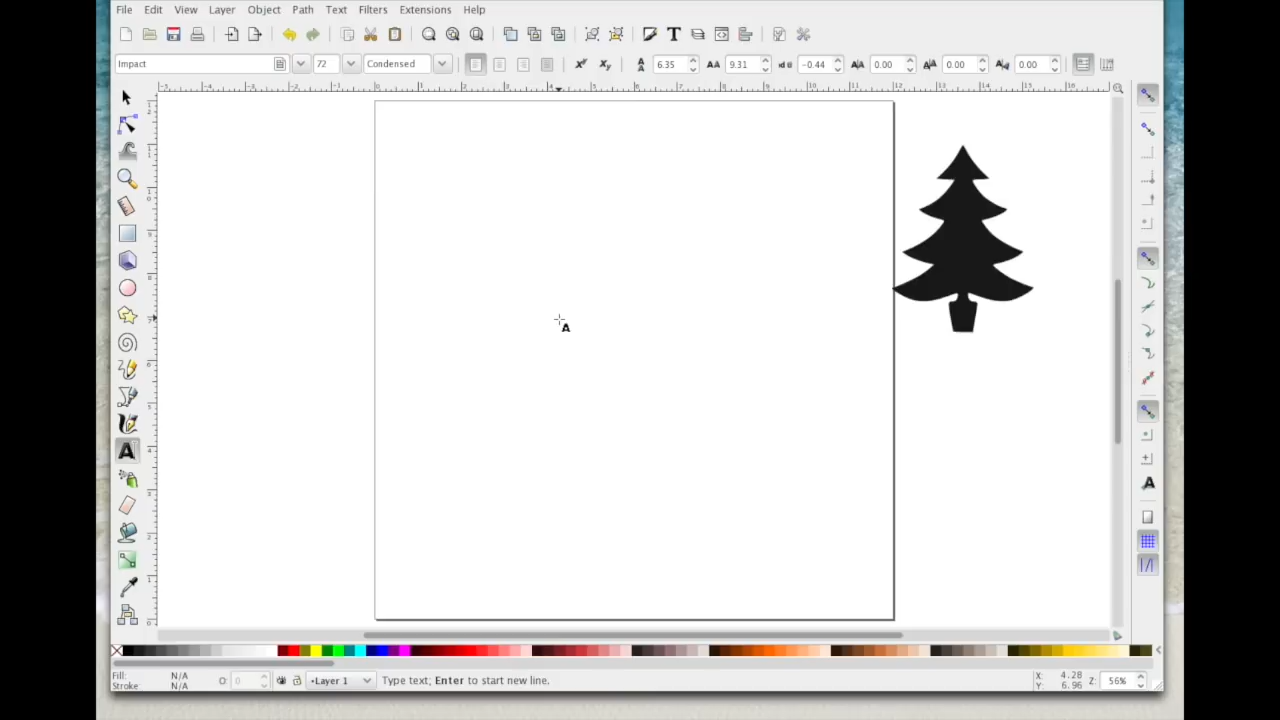 File Edit View Layer Object Path Text Filters Extensions Help
Impact 72 Condensed 6.35 9.31 −0.44 0.00 0.00 0.00
Fill: N/A O: 0 •Layer 1 Type text; Enter to start new line. X: 4.28 Z: 56%
Stroke: N/A Y: 6.96